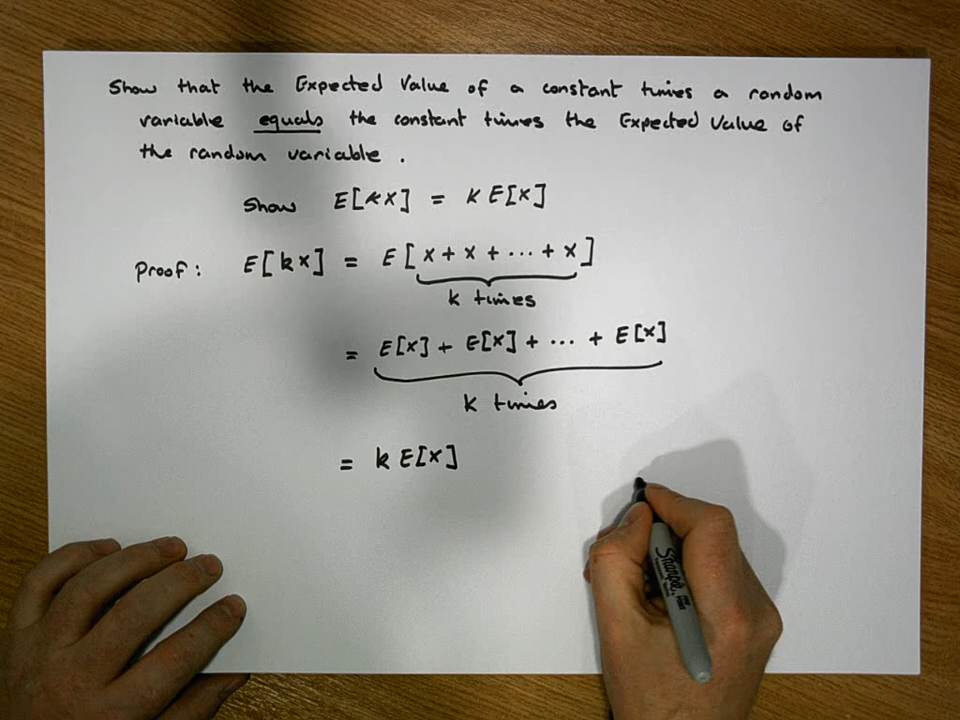 Show that the Expected Value of a constant times a random
variable equals the constant times the Expected Value of
the random variable .
Show E[kx] = k E[x]
Proof : E[kx] = E[x + x + ... + x]
k times
= E[x] + E[x] + ... + E[x]
k times
= k E[x]
Sharpie